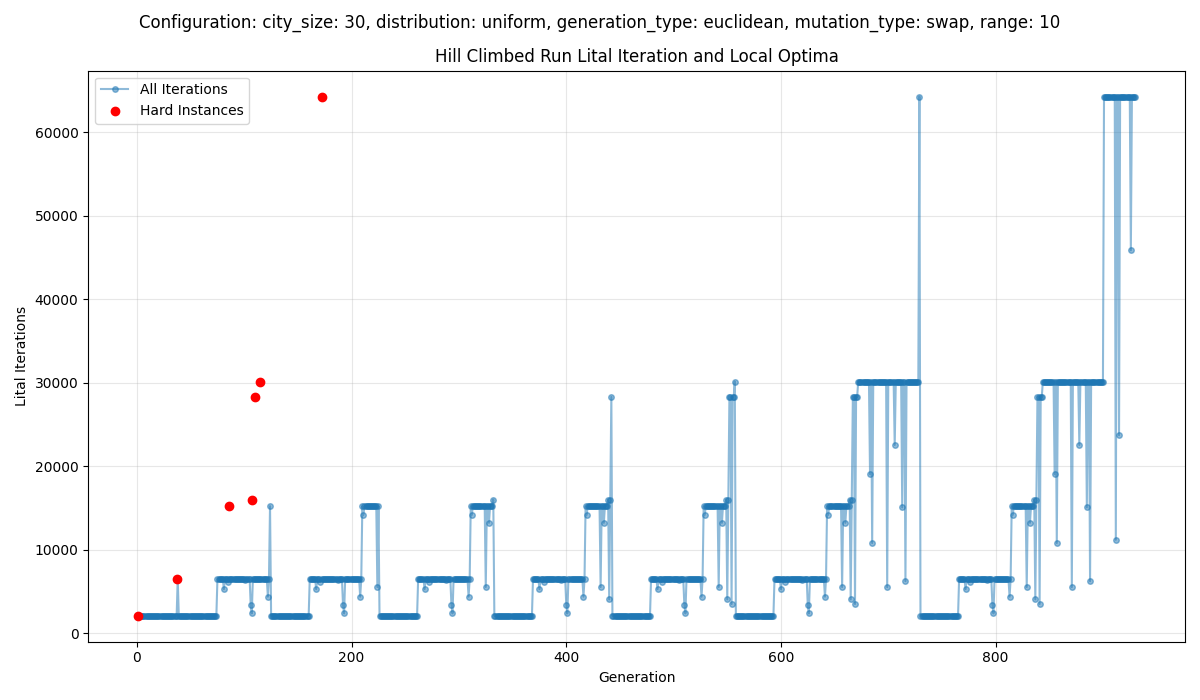 Configuration: city_size: 30, distribution: uniform, generation_type: euclidean, mutation_type: swap, range: 10
Hill Climbed Run Lital Iteration and Local Optima
All Iterations
Hard Instances
60000
50000
40000
30000
20000
10000
0
Lital Iterations
0
200
400
600
800
Generation